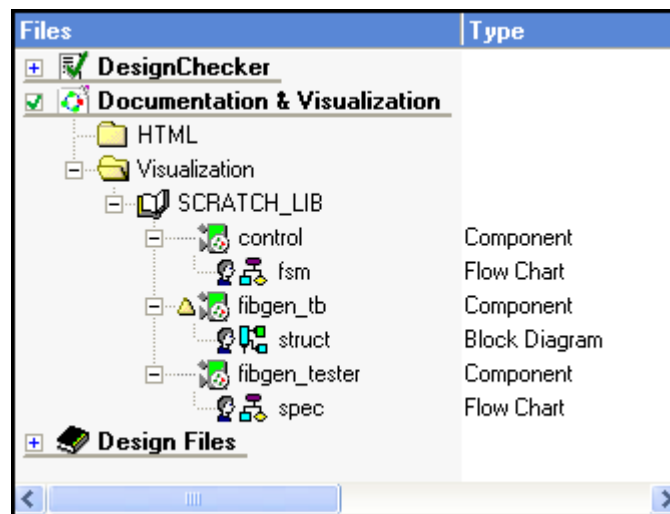 Files Type
DesignChecker
Documentation & Visualization
HTML
Visualization
SCRATCH_LIB
control Component
fsm Flow Chart
fibgen_tb Component
struct Block Diagram
fibgen_tester Component
spec Flow Chart
Design Files